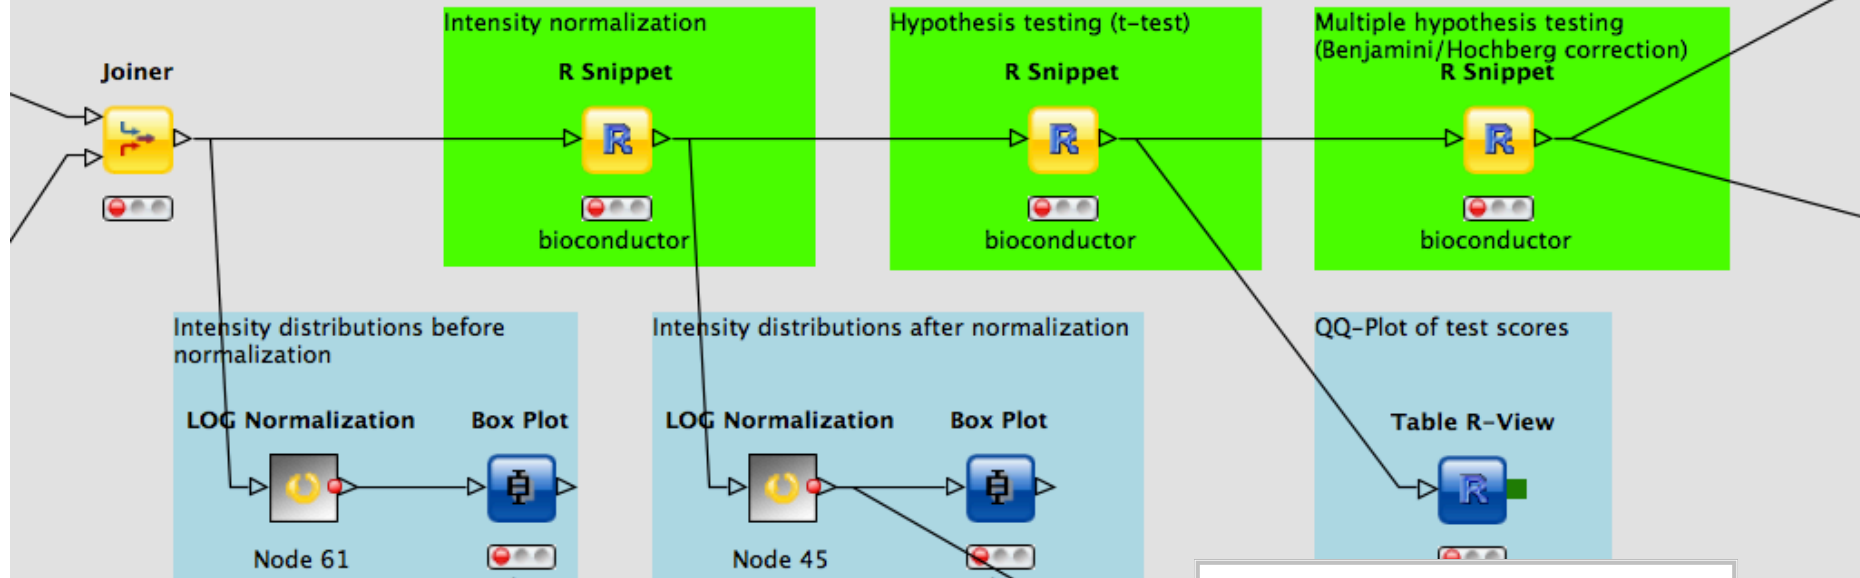 Intensity normalization
Hypothesis testing (t-test)
Multiple hypothesis testing
(Benjamini/Hochberg correction)
Joiner
R Snippet
R Snippet
R Snippet
bioconductor
bioconductor
bioconductor
Intensity distributions before
normalization
Intensity distributions after normalization
QQ-Plot of test scores
LOG Normalization
Box Plot
LOG Normalization
Box Plot
Table R-View
Node 61
Node 45